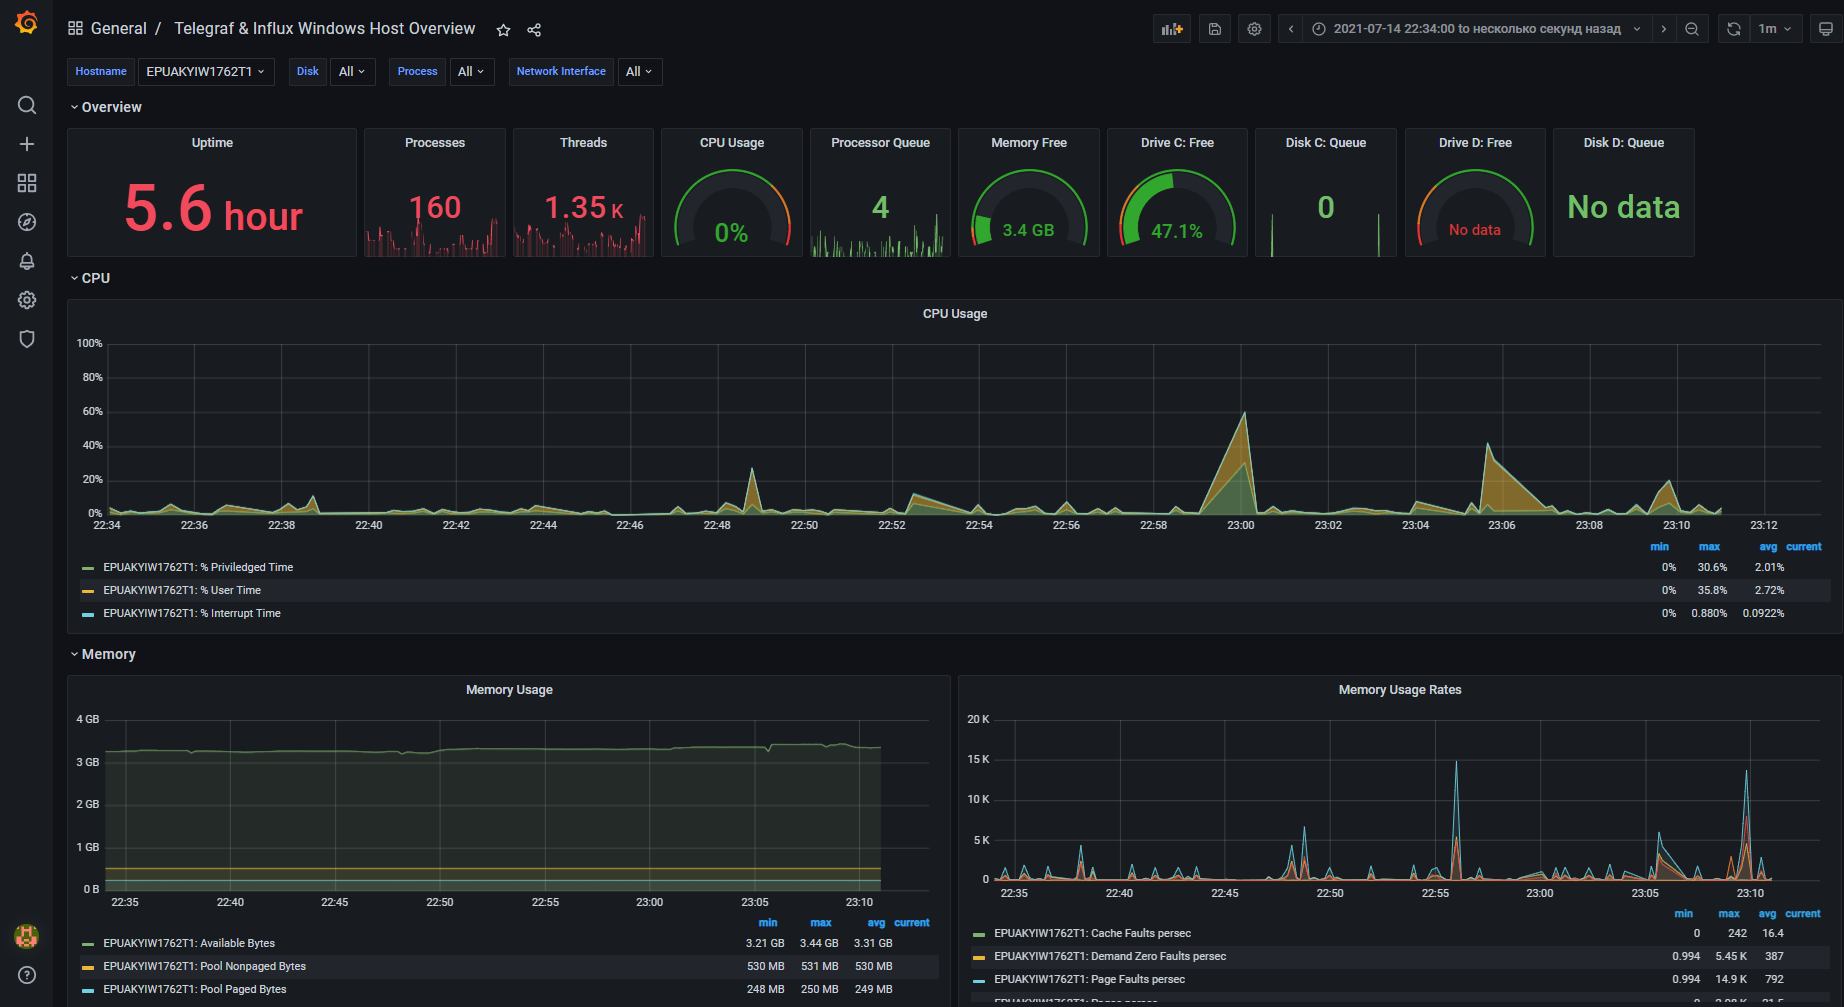 General / Telegraf & Influx Windows Host Overview
2021-07-14 22:34:00 to несколько секунд назад
1m
Hostname EPUAKYIW1762T1 Disk All Process All Network Interface All
Overview
Uptime
5.6 hour
Processes
160
Threads
1.35 K
CPU Usage
0%
Processor Queue
4
Memory Free
3.4 GB
Drive C: Free
47.1%
Disk C: Queue
0
Drive D: Free
No data
Disk D: Queue
No data
CPU
CPU Usage
100%
80%
60%
40%
20%
0%
22:34 22:36 22:38 22:40 22:42 22:44 22:46 22:48 22:50 22:52 22:54 22:56 22:58 23:00 23:02 23:04 23:06 23:08 23:10 23:12
min max avg current
EPUAKYIW1762T1: % Priviledged Time 0% 30.6% 2.01%
EPUAKYIW1762T1: % User Time 0% 35.8% 2.72%
EPUAKYIW1762T1: % Interrupt Time 0% 0.880% 0.0922%
Memory
Memory Usage
4 GB
3 GB
2 GB
1 GB
0 B
22:35 22:40 22:45 22:50 22:55 23:00 23:05 23:10
min max avg current
EPUAKYIW1762T1: Available Bytes 3.21 GB 3.44 GB 3.31 GB
EPUAKYIW1762T1: Pool Nonpaged Bytes 530 MB 531 MB 530 MB
EPUAKYIW1762T1: Pool Paged Bytes 248 MB 250 MB 249 MB
Memory Usage Rates
20 K
15 K
10 K
5 K
0
22:35 22:40 22:45 22:50 22:55 23:00 23:05 23:10
min max avg current
EPUAKYIW1762T1: Cache Faults persec 0 242 16.4
EPUAKYIW1762T1: Demand Zero Faults persec 0.994 5.45 K 387
EPUAKYIW1762T1: Page Faults persec 0.994 14.9 K 792